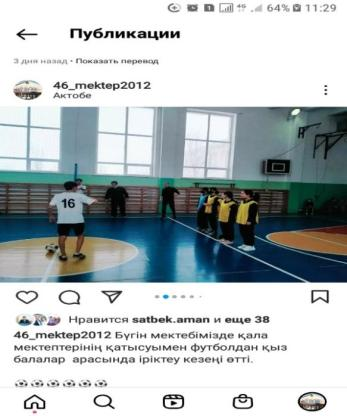 64% 11:29
Публикации
3 дня назад • Показать перевод
46_mektep2012
Актобе
16
Нравится satbek.aman и еще 38
46_mektep2012 Бүгін мектебімізде қала
мектептерінің қатысуымен футболдан қыз
балалар арасында іріктеу кезеңі өтті.
⚽⚽⚽⚽⚽⚽